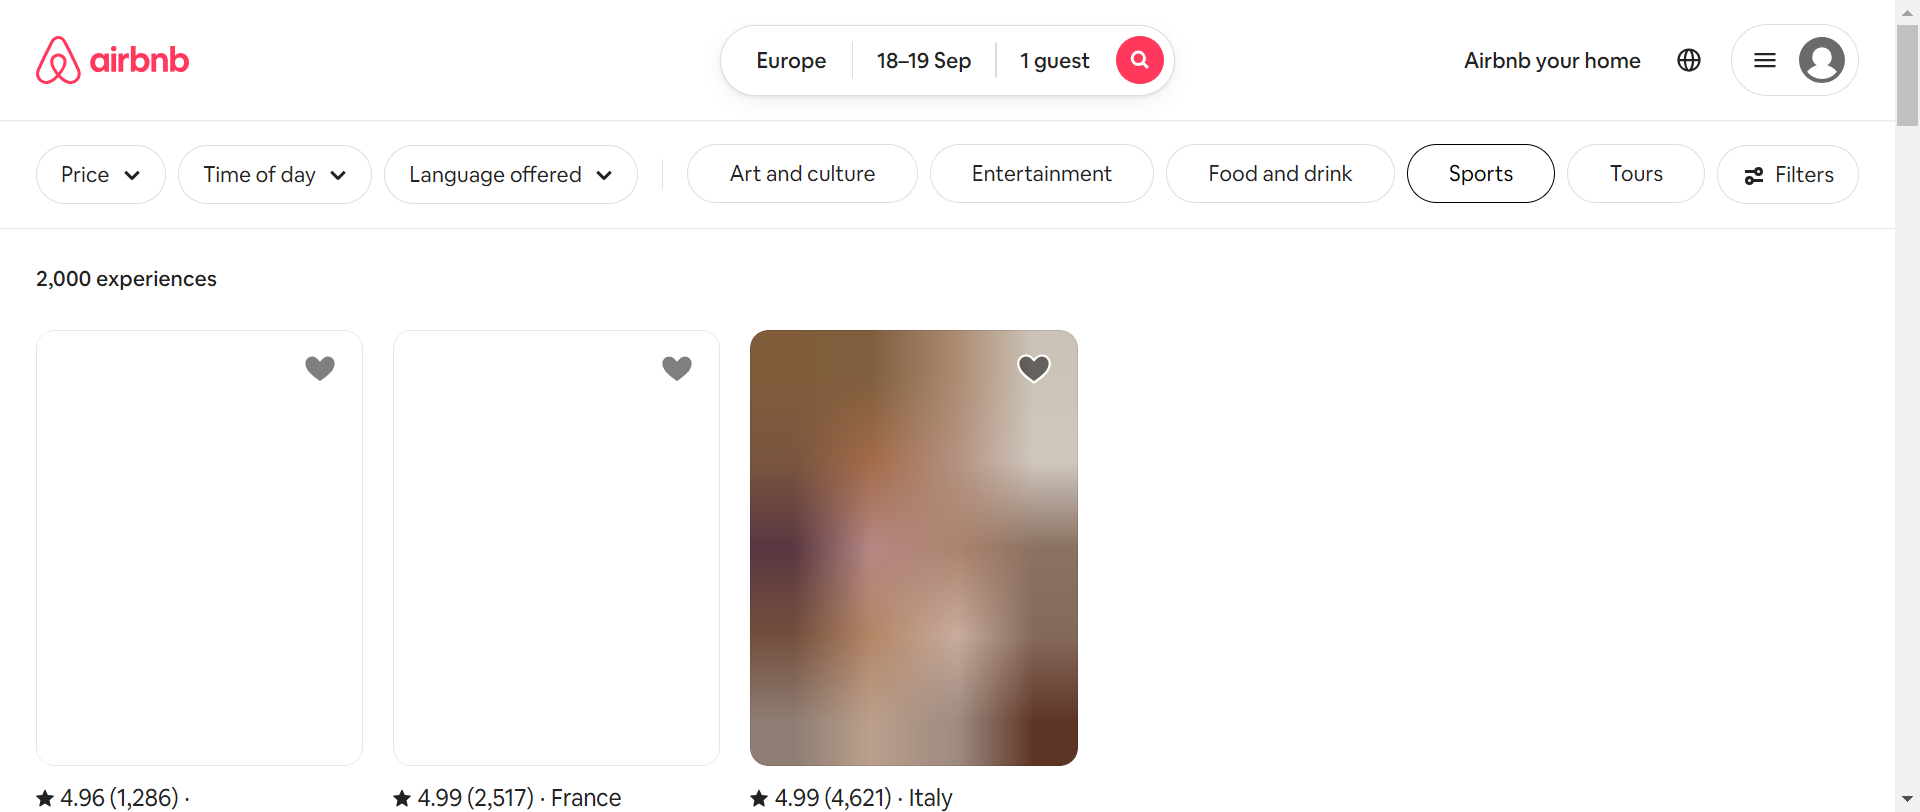 airbnb
Europe 18–19 Sep 1 guest
Airbnb your home
Price Time of day Language offered Art and culture Entertainment Food and drink Sports Tours Filters
2,000 experiences
4.96 (1,286) ·
4.99 (2,517) · France
4.99 (4,621) · Italy